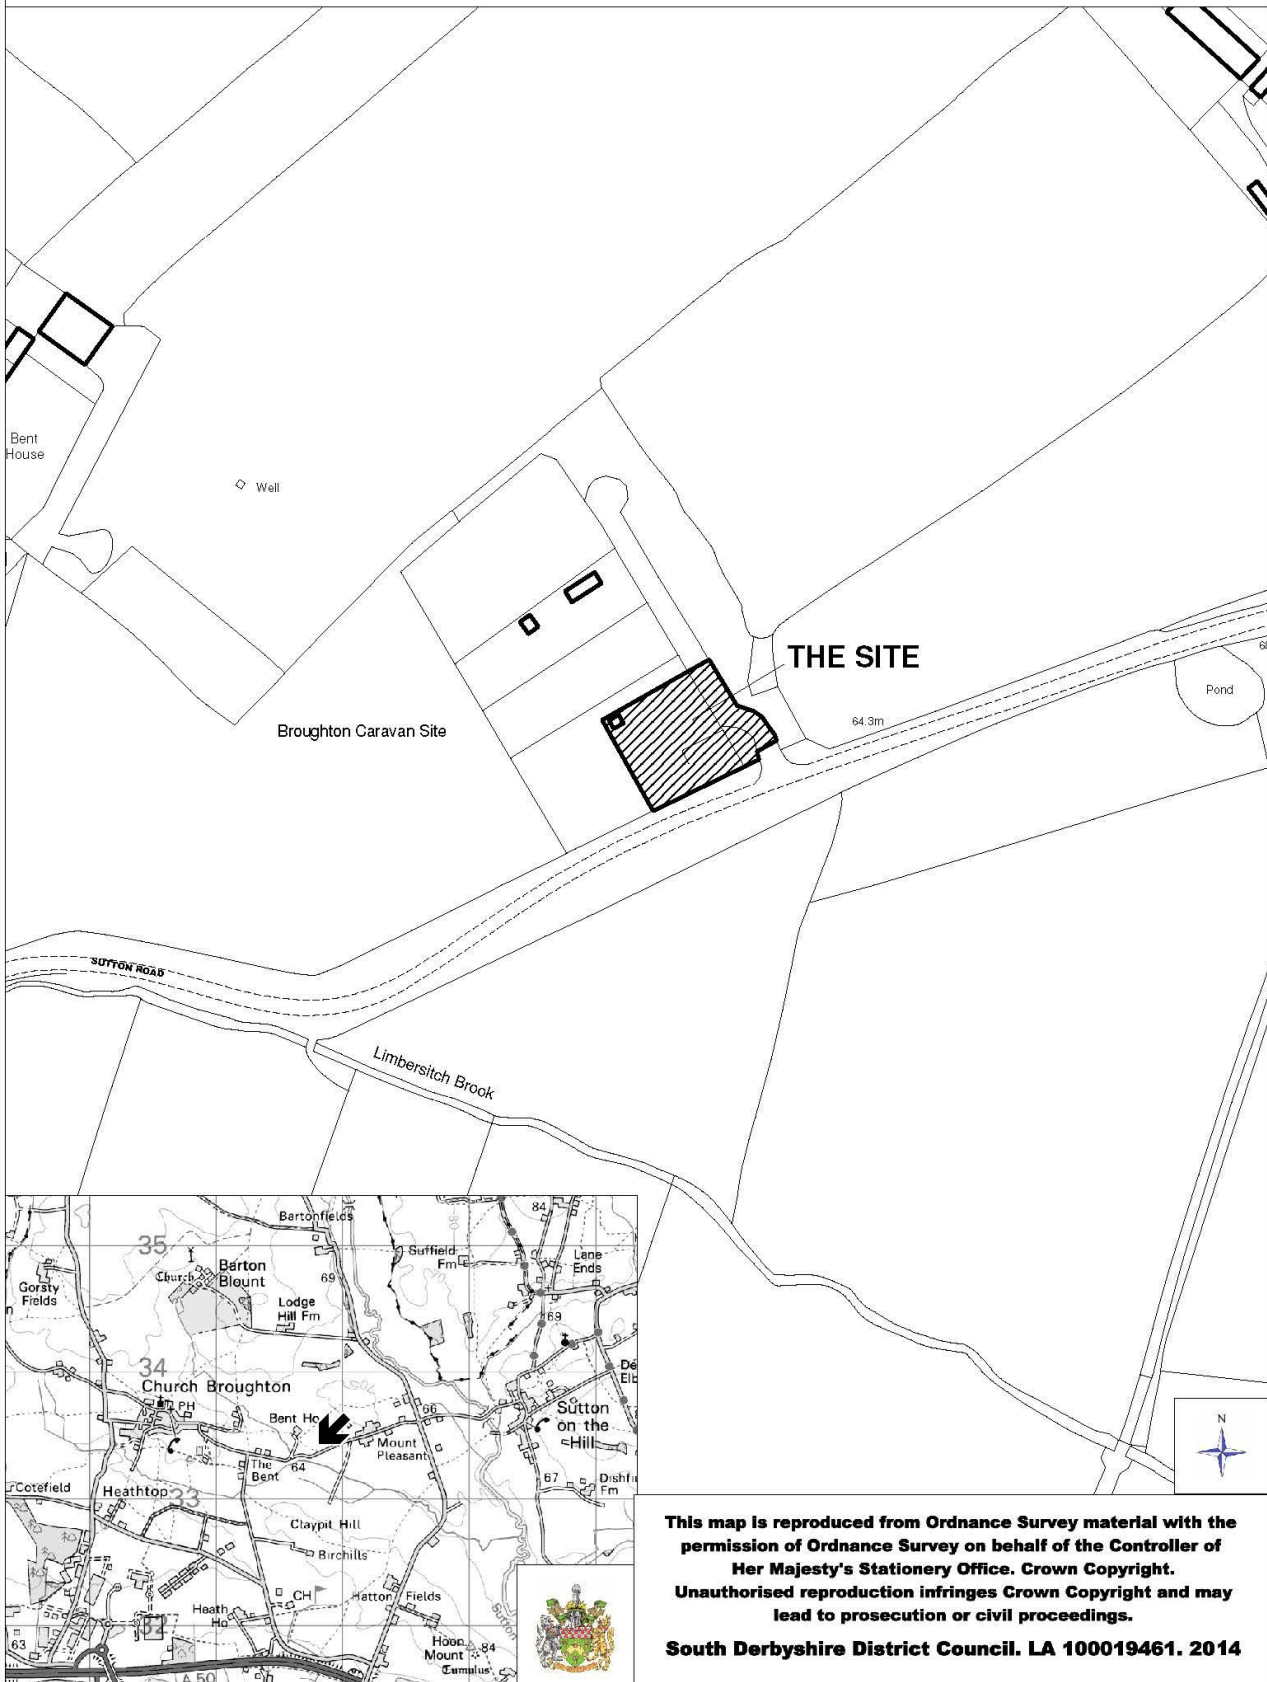 Bent
House
Well
THE SITE
68
Pond
64.3m
Broughton Caravan Site
SUTTON ROAD
Limbersitch Brook
Bartonfields
84
35
Barton
Blount
Church
Suffield
Fm
Lane
Ends
Gorsty
Fields
69
Lodge
Hill Fm
69
34
Church Broughton
PH
Bent Ho
66
Sutton
on the
Hill
Mount
Pleasant
The
Bent
64
67
Cotefield
Heathtop
33
Fm
Claypit Hill
Birchills
CH
Hatton Fields
Heath
Ho
32
63
Hoon
Mount
84
Tumulus
Sutton
A 50
N
This map is reproduced from Ordnance Survey material with the
permission of Ordnance Survey on behalf of the Controller of
Her Majesty's Stationery Office. Crown Copyright.
Unauthorised reproduction infringes Crown Copyright and may
lead to prosecution or civil proceedings.
South Derbyshire District Council. LA 100019461. 2014